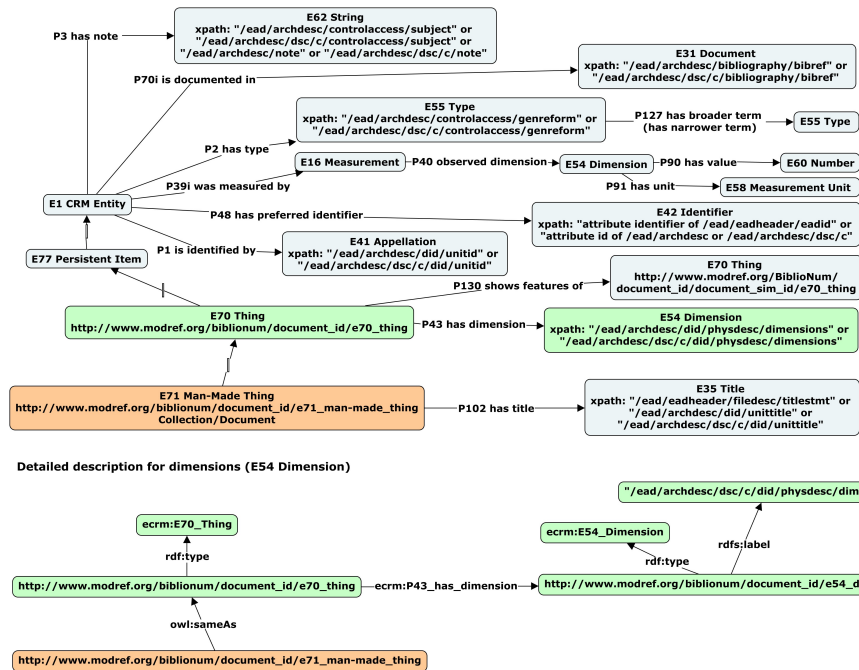 E62 String
xpath: "/ead/archdesc/controlaccess/subject" or
"/ead/archdesc/dsc/c/controlaccess/subject" or
"/ead/archdesc/note" or "/ead/archdesc/dsc/c/note"
P3 has note
E31 Document
xpath: "/ead/archdesc/bibliography/bibref" or
"/ead/archdesc/dsc/c/bibliography/bibref"
P70i is documented in
E55 Type
xpath: "/ead/archdesc/controlaccess/genreform" or
"/ead/archdesc/dsc/c/controlaccess/genreform"
P127 has broader term
(has narrower term)
E55 Type
P2 has type
E16 Measurement
P40 observed dimension
E54 Dimension
P90 has value
E60 Number
P39i was measured by
P91 has unit
E58 Measurement Unit
E1 CRM Entity
P48 has preferred identifier
E42 Identifier
xpath: "attribute identifier of /ead/eadheader/eadid" or
"attribute id of /ead/archdesc or /ead/archdesc/dsc/c"
P1 is identified by
E41 Appellation
xpath: "/ead/archdesc/did/unitid" or
"/ead/archdesc/dsc/c/did/unitid"
E77 Persistent Item
E70 Thing
http://www.modref.org/BiblioNum/
document_id/document_sim_id/e70_thing
P130 shows features of
E70 Thing
http://www.modref.org/biblionum/document_id/e70_thing
P43 has dimension
E54 Dimension
xpath: "/ead/archdesc/did/physdesc/dimensions" or
"/ead/archdesc/dsc/c/did/physdesc/dimensions"
E71 Man-Made Thing
http://www.modref.org/biblionum/document_id/e71_man-made_thing
Collection/Document
P102 has title
E35 Title
xpath: "/ead/eadheader/filedesc/titlestmt" or
"/ead/archdesc/did/unittitle" or
"/ead/archdesc/dsc/c/did/unittitle"
Detailed description for dimensions (E54 Dimension)
"/ead/archdesc/dsc/c/did/physdesc/dim
ecrm:E70_Thing
ecrm:E54_Dimension
rdfs:label
rdf:type
rdf:type
http://www.modref.org/biblionum/document_id/e70_thing
ecrm:P43_has_dimension
http://www.modref.org/biblionum/document_id/e54_d
owl:sameAs
http://www.modref.org/biblionum/document_id/e71_man-made_thing